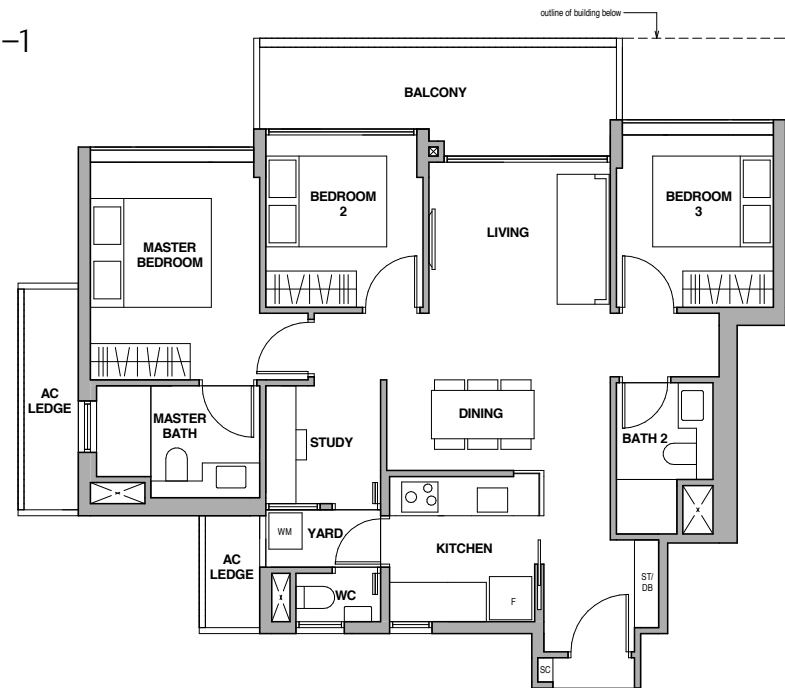 outline of building below
–1
BALCONY
BEDROOM
2
BEDROOM
3
LIVING
MASTER
BEDROOM
AC
LEDGE
MASTER
BATH
STUDY
DINING
BATH 2
WM
YARD
KITCHEN
AC
LEDGE
WC
F
ST/
DB
SC